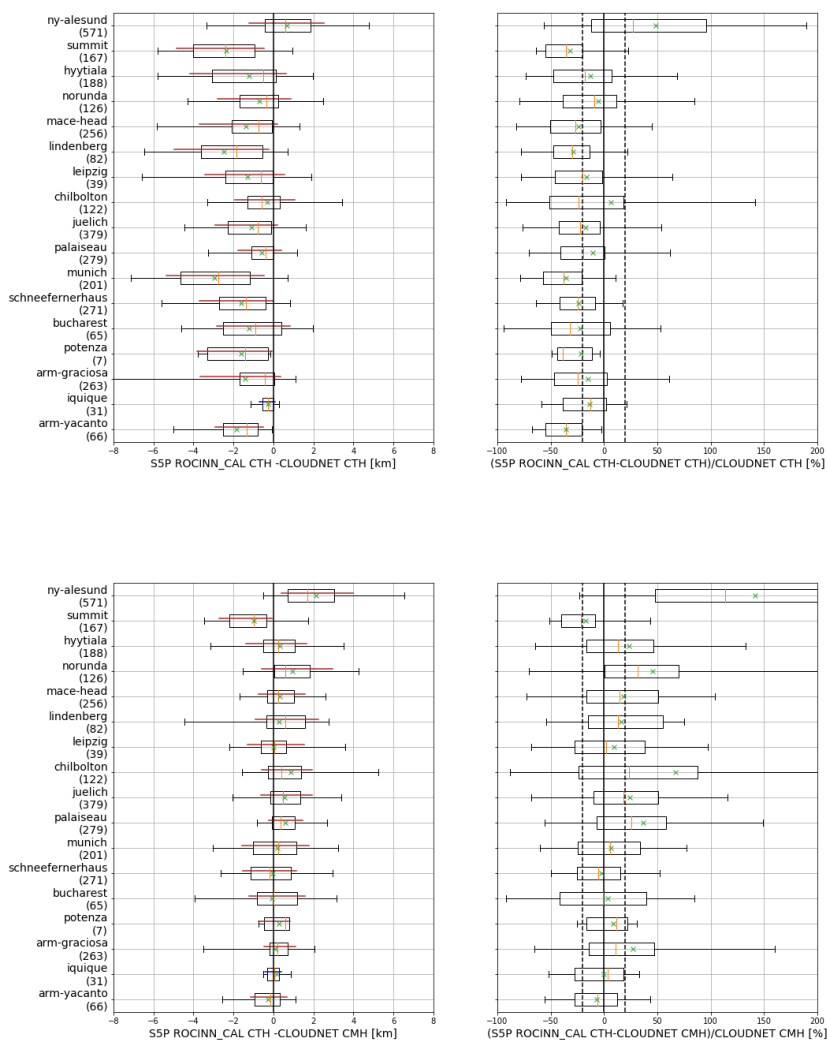 ny-alesund
(571)
summit
(167)
hyytiala
(188)
norunda
(126)
mace-head
(256)
lindenberg
(82)
leipzig
(39)
chilbolton
(122)
juelich
(379)
palaiseau
(279)
munich
(201)
schneefernerhaus
(271)
bucharest
(65)
potenza
(7)
arm-graciosa
(263)
iquique
(31)
arm-yacanto
(66)
−8 −6 −4 −2 0 2 4 6 8
S5P ROCINN_CAL CTH -CLOUDNET CTH [km]
−100 −50 0 50 100 150 200
(S5P ROCINN_CAL CTH-CLOUDNET CTH)/CLOUDNET CTH [%]
ny-alesund
(571)
summit
(167)
hyytiala
(188)
norunda
(126)
mace-head
(256)
lindenberg
(82)
leipzig
(39)
chilbolton
(122)
juelich
(379)
palaiseau
(279)
munich
(201)
schneefernerhaus
(271)
bucharest
(65)
potenza
(7)
arm-graciosa
(263)
iquique
(31)
arm-yacanto
(66)
−8 −6 −4 −2 0 2 4 6 8
S5P ROCINN_CAL CTH -CLOUDNET CMH [km]
−100 −50 0 50 100 150 200
(S5P ROCINN_CAL CTH-CLOUDNET CMH)/CLOUDNET CMH [%]